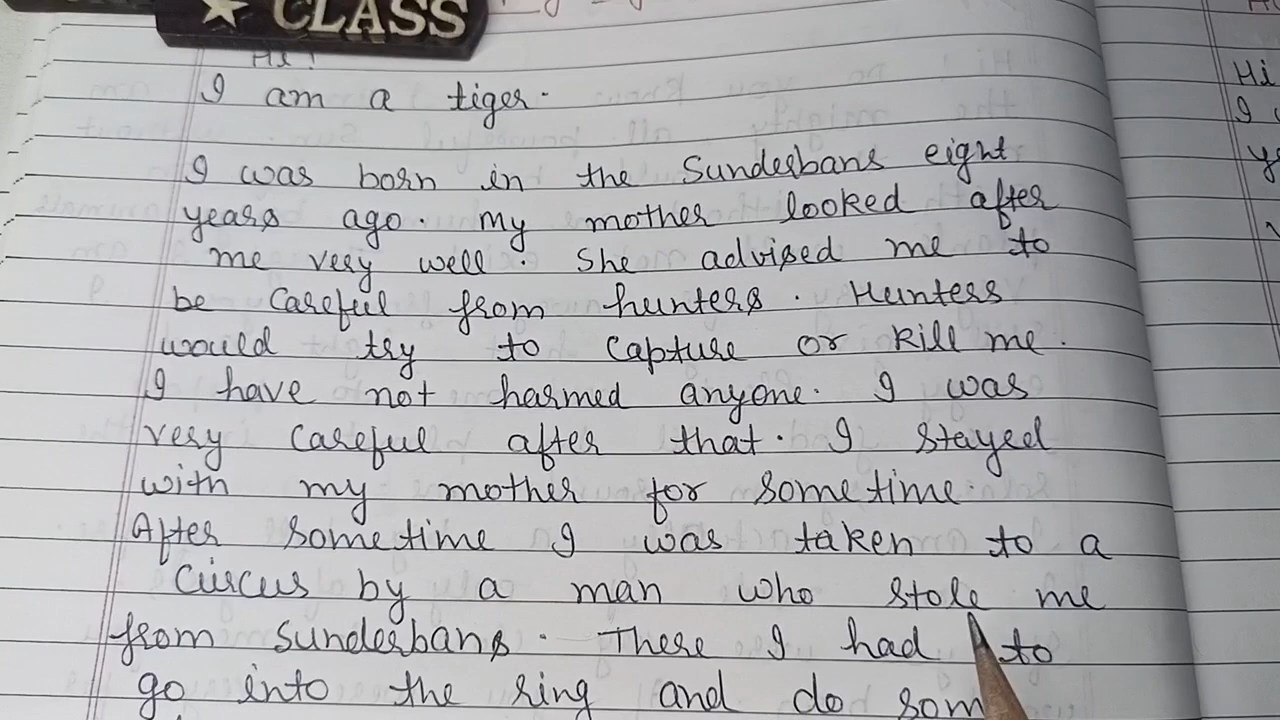 CLASS
Hi!
I am a tiger.
I was born in the Sunderbans eight
years ago. My mother looked after
me very well. She advised me to
be careful from hunters. Hunters
would try to capture or kill me.
I have not harmed anyone. I was
very careful after that. I stayed
with my mother for sometime.
After sometime I was taken to a
circus by a man who stole me
from Sunderbans. There I had to
go into the ring and do som
Hi
I